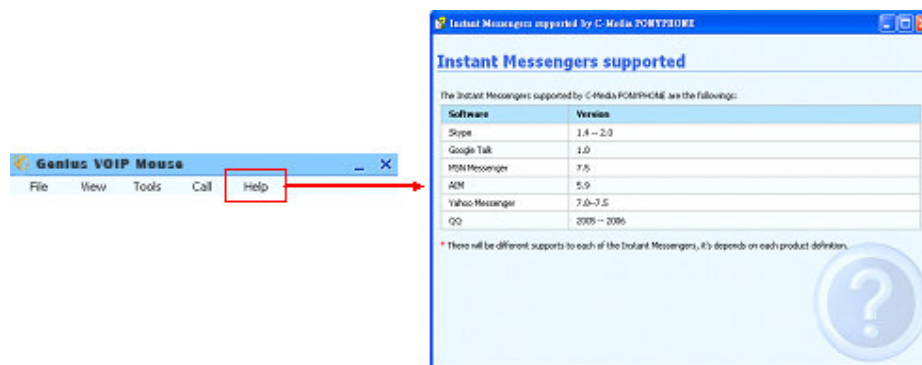 Genius VOIP Mouse
File View Tools Call Help
Instant Messengers supported by C-Media PONYPHONE
Instant Messengers supported
The Instant Messengers supported by C-Media PONYPHONE are the followings:
Software Version
Skype 1.4 -- 2.0
Google Talk 1.0
MSN Messenger 7.5
AIM 5.9
Yahoo Messenger 7.0--7.5
QQ 2005 -- 2006
* There will be different supports to each of the Instant Messengers, it's depends on each product definition.